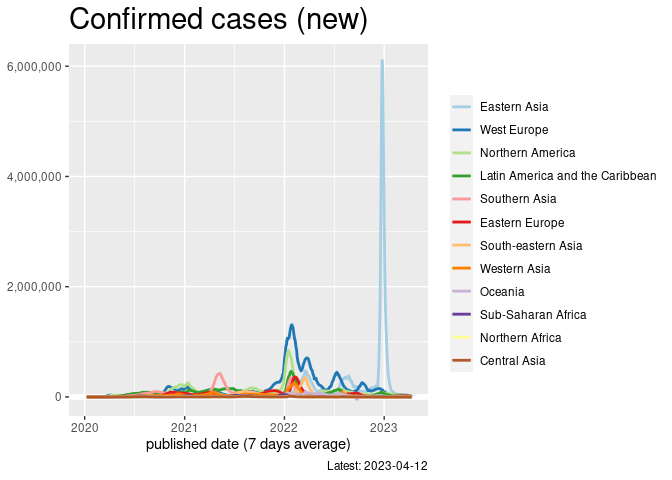 Confirmed cases (new)
6,000,000
4,000,000
2,000,000
0
2020
2021
2022
2023
published date (7 days average)
Latest: 2023-04-12
Eastern Asia
West Europe
Northern America
Latin America and the Caribbean
Southern Asia
Eastern Europe
South-eastern Asia
Western Asia
Oceania
Sub-Saharan Africa
Northern Africa
Central Asia